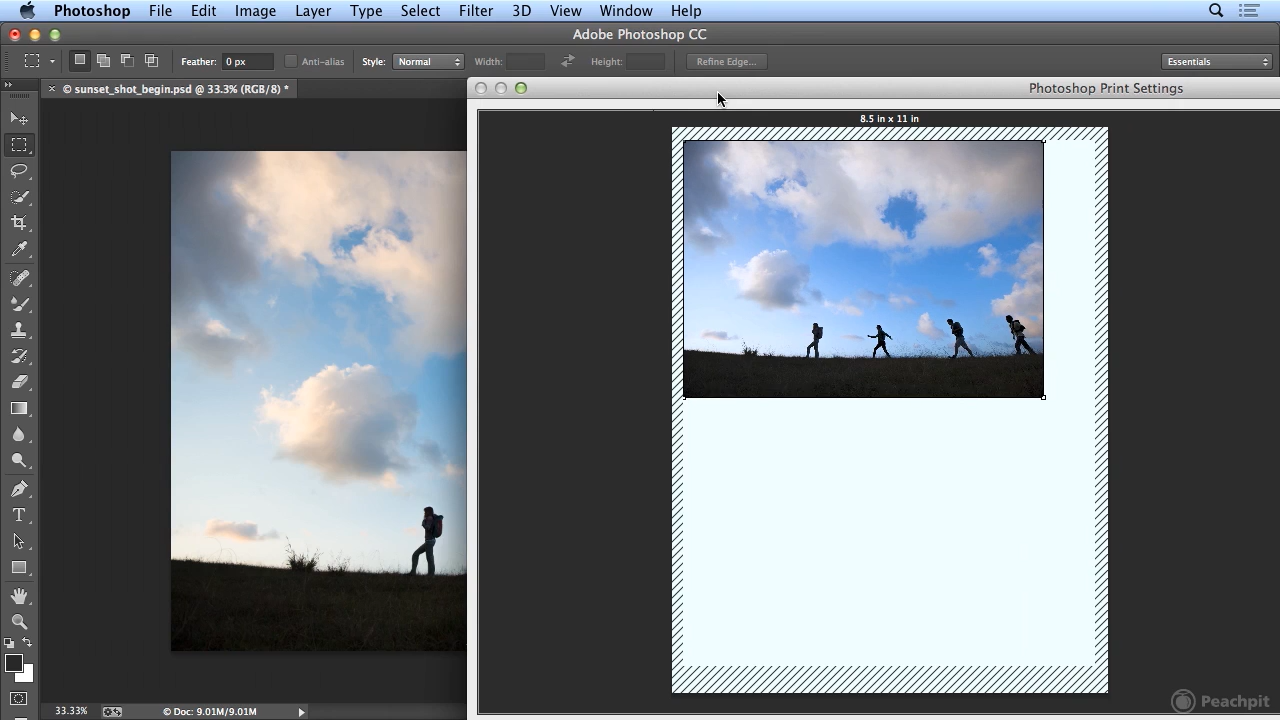 Photoshop File Edit Image Layer Type Select Filter 3D View Window Help
Adobe Photoshop CC
Feather: 0 px Anti-alias Style: Normal Width: Height: Refine Edge... Essentials
× © sunset_shot_begin.psd @ 33.3% (RGB/8) *
Photoshop Print Settings
8.5 in x 11 in
T
33.33% © Doc: 9.01M/9.01M
Peachpit